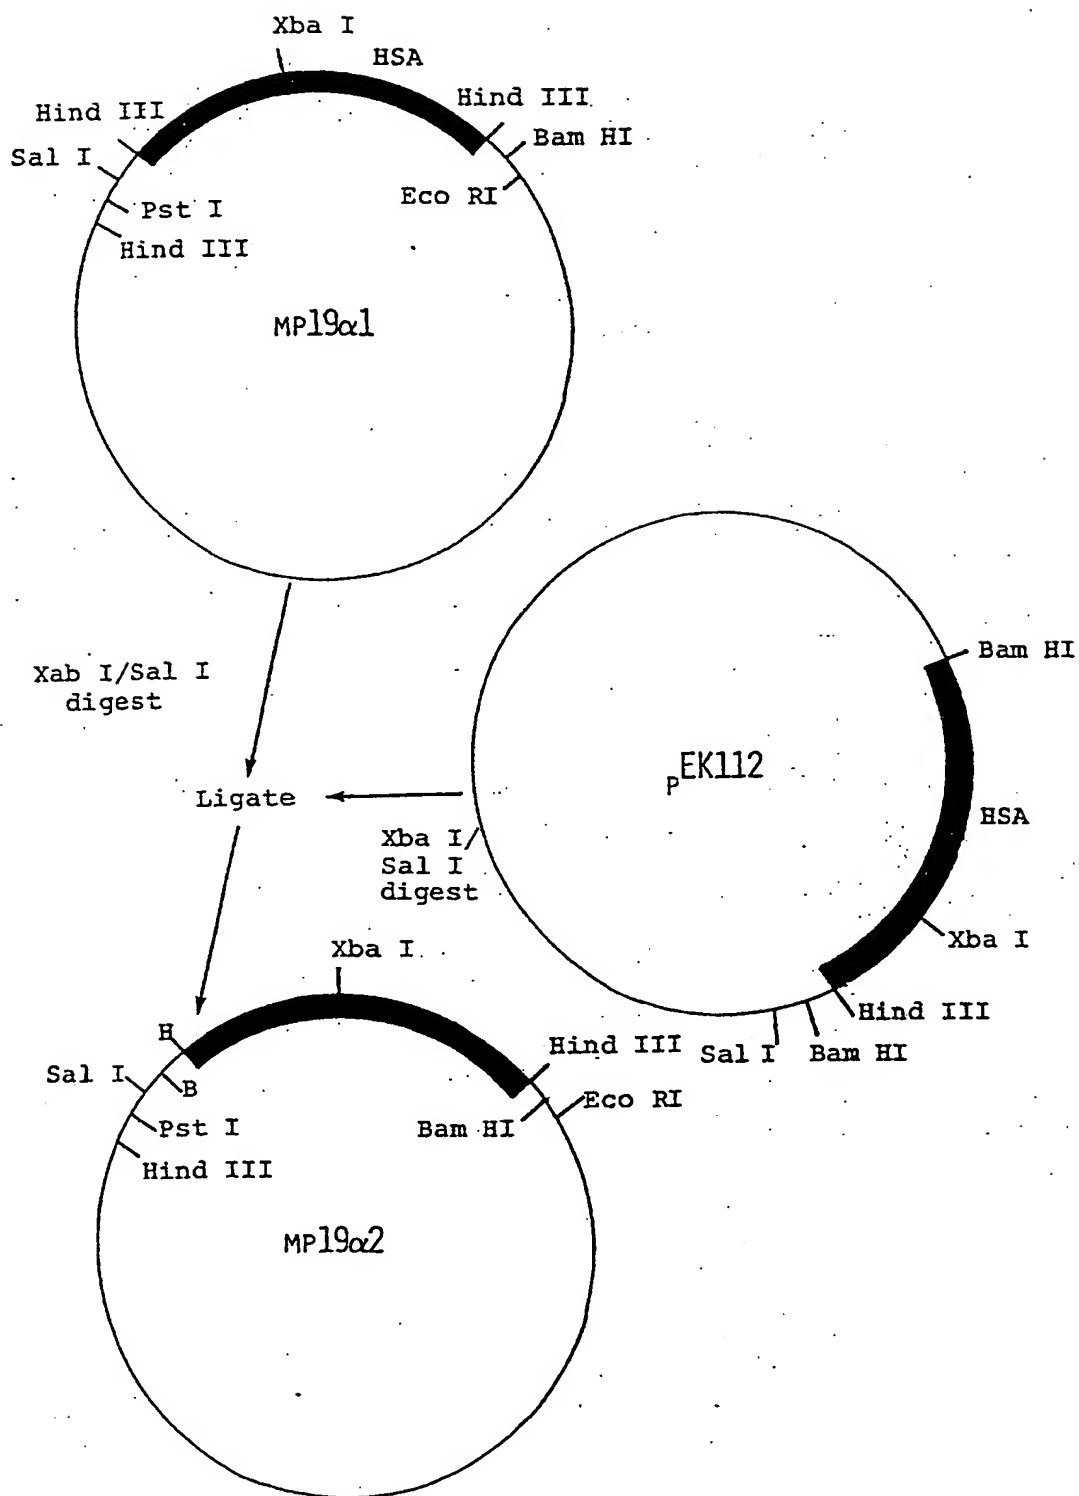 Xba I
HSA
Hind III
Hind III
Bam HI
Sal I
Eco RI
Pst I
Hind III
MP19α1
Xab I/Sal I
digest
Ligate
Xba I/
Sal I
digest
Bam HI
PEK112
HSA
Xba I
Hind III
Sal I
Bam HI
Xba I
H
Hind III
Sal I
B
Eco RI
Pst I
Bam HI
Hind III
MP19α2